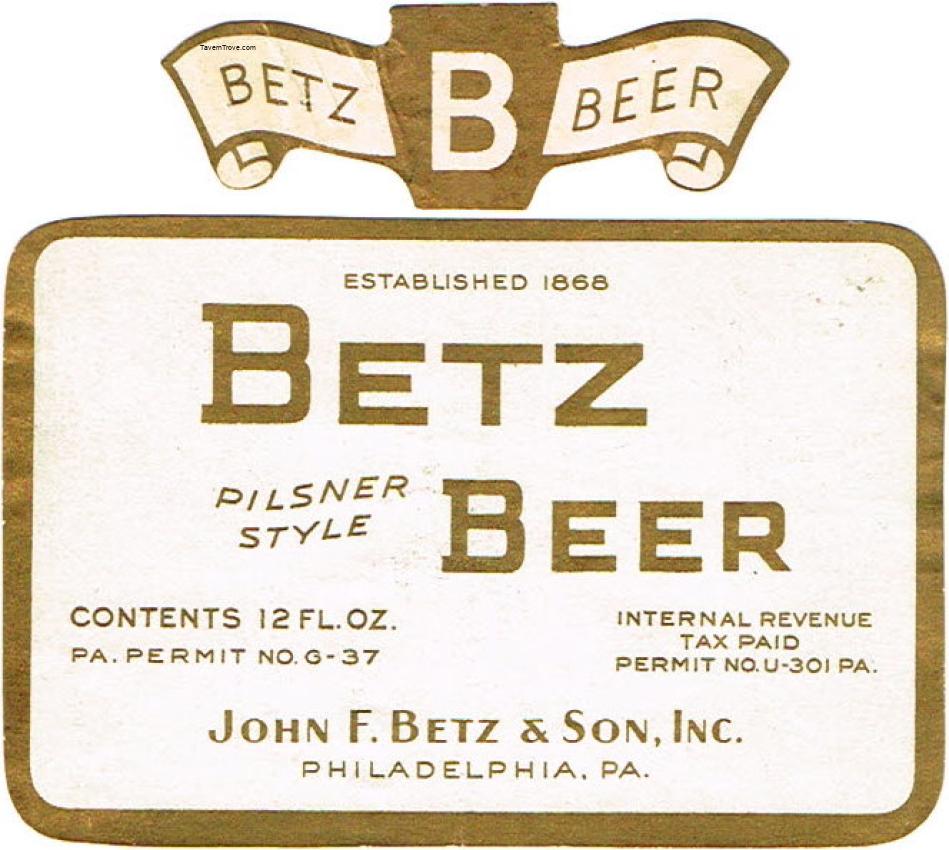 TavernTrove.com
BETZ B BEER
ESTABLISHED 1868
BETZ
PILSNER
STYLE
BEER
CONTENTS 12 FL. OZ.
PA. PERMIT NO. G-37
INTERNAL REVENUE
TAX PAID
PERMIT NO. U-301 PA.
JOHN F. BETZ & SON, INC.
PHILADELPHIA, PA.